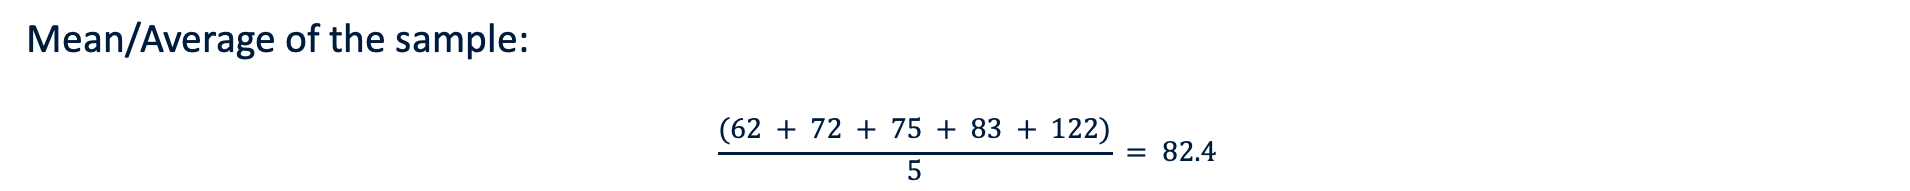 Mean/Average of the sample:
(62 + 72 + 75 + 83 + 122)
5
= 82.4